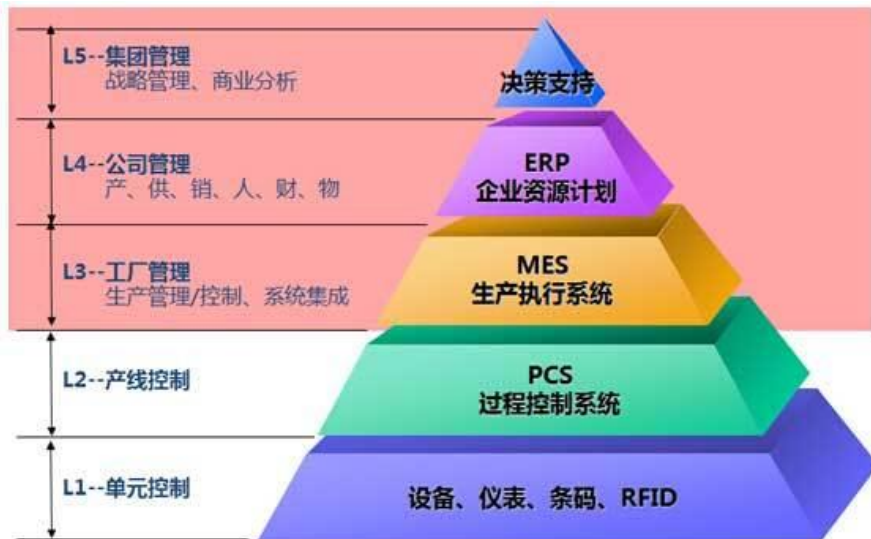 L5--集团管理
战略管理、商业分析
决策支持
L4--公司管理
产、供、销、人、财、物
ERP
企业资源计划
L3--工厂管理
生产管理/控制、系统集成
MES
生产执行系统
L2--产线控制
PCS
过程控制系统
L1--单元控制
设备、仪表、条码、RFID